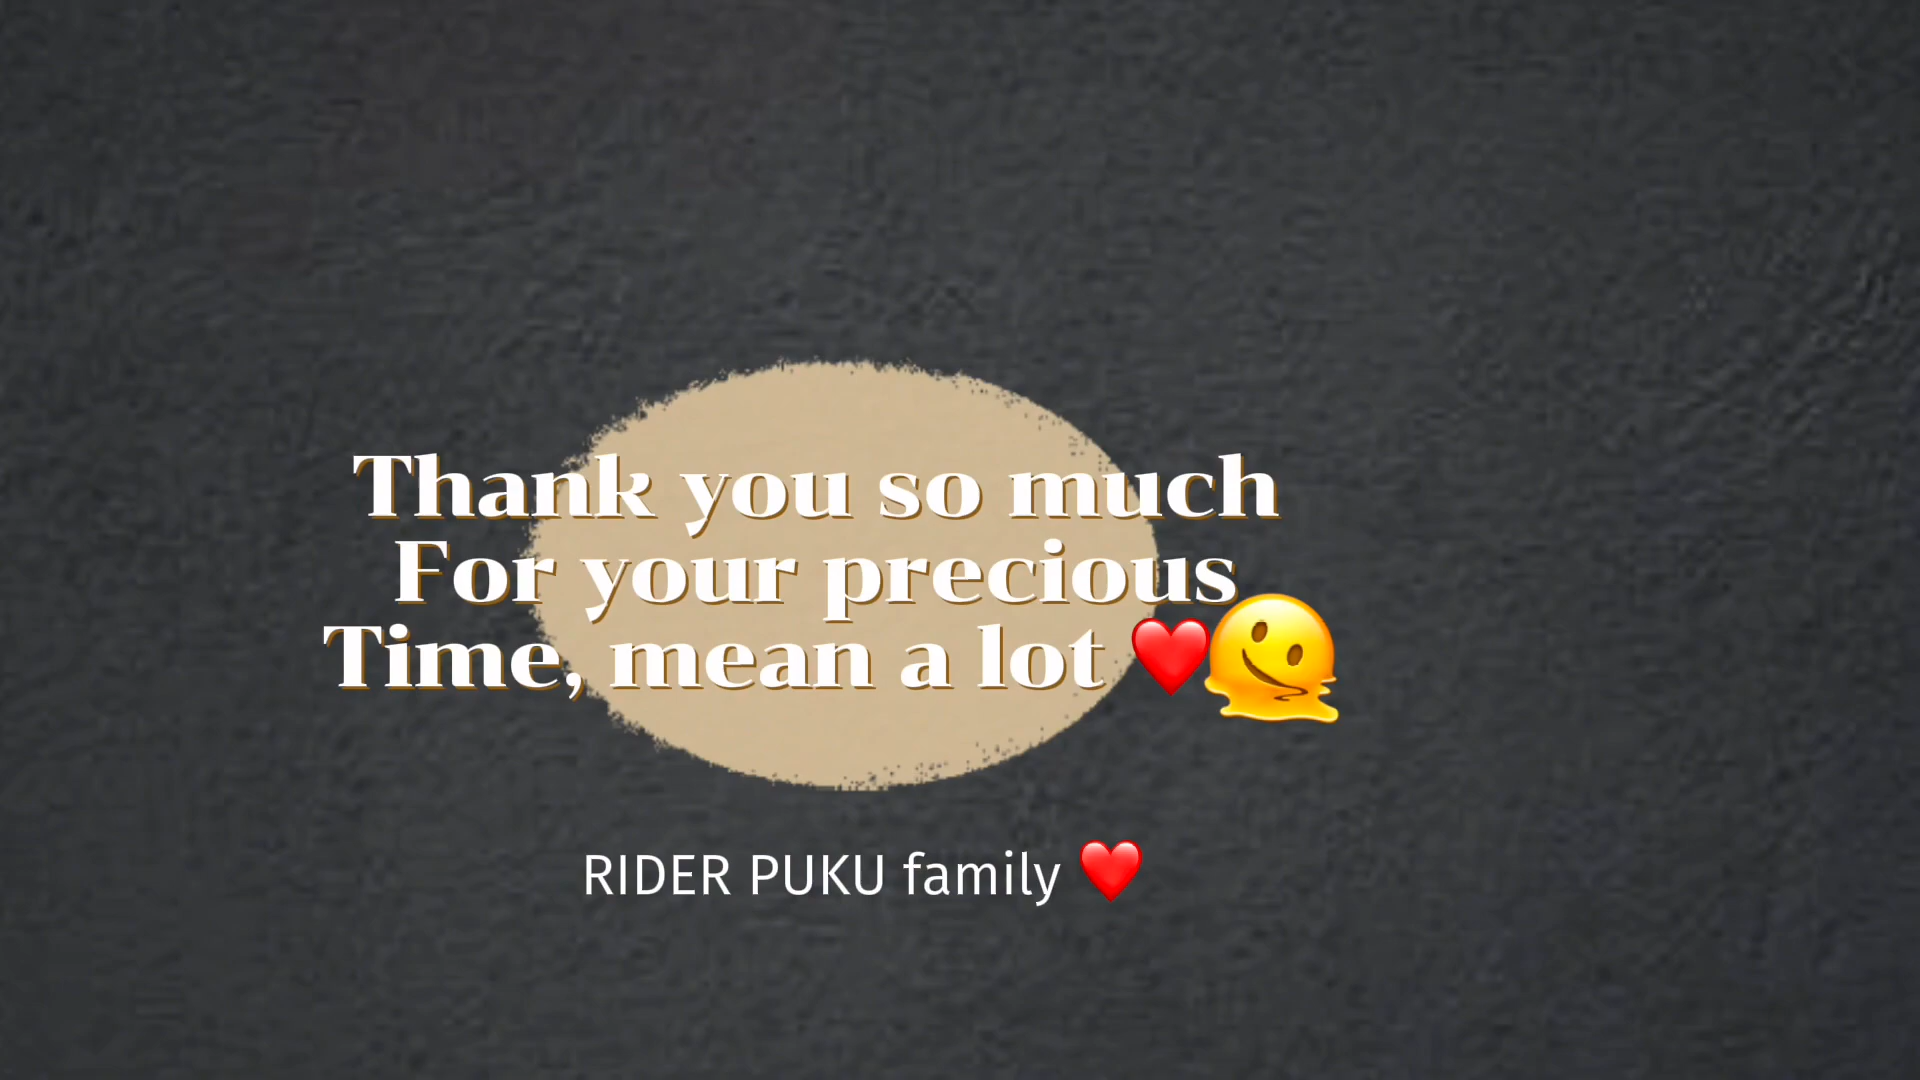 Thank you so much
For your precious
Time, mean a lot ❤️🫠
RIDER PUKU family ❤️